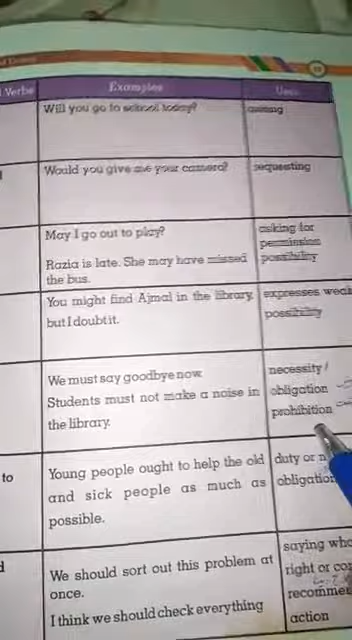 Verbs Examples Uses
Will you go to school today? asking
Would you give me your camera? requesting
May I go out to play? asking for
permission
Razia is late. She may have missed possibility
the bus.
You might find Ajmal in the library, expresses weak
but I doubt it. possibility
We must say goodbye now. necessity /
Students must not make a noise in obligation
the library. prohibition
to Young people ought to help the old duty or
and sick people as much as obligation
possible.
saying
We should sort out this problem at right or
once.
I think we should check everything action